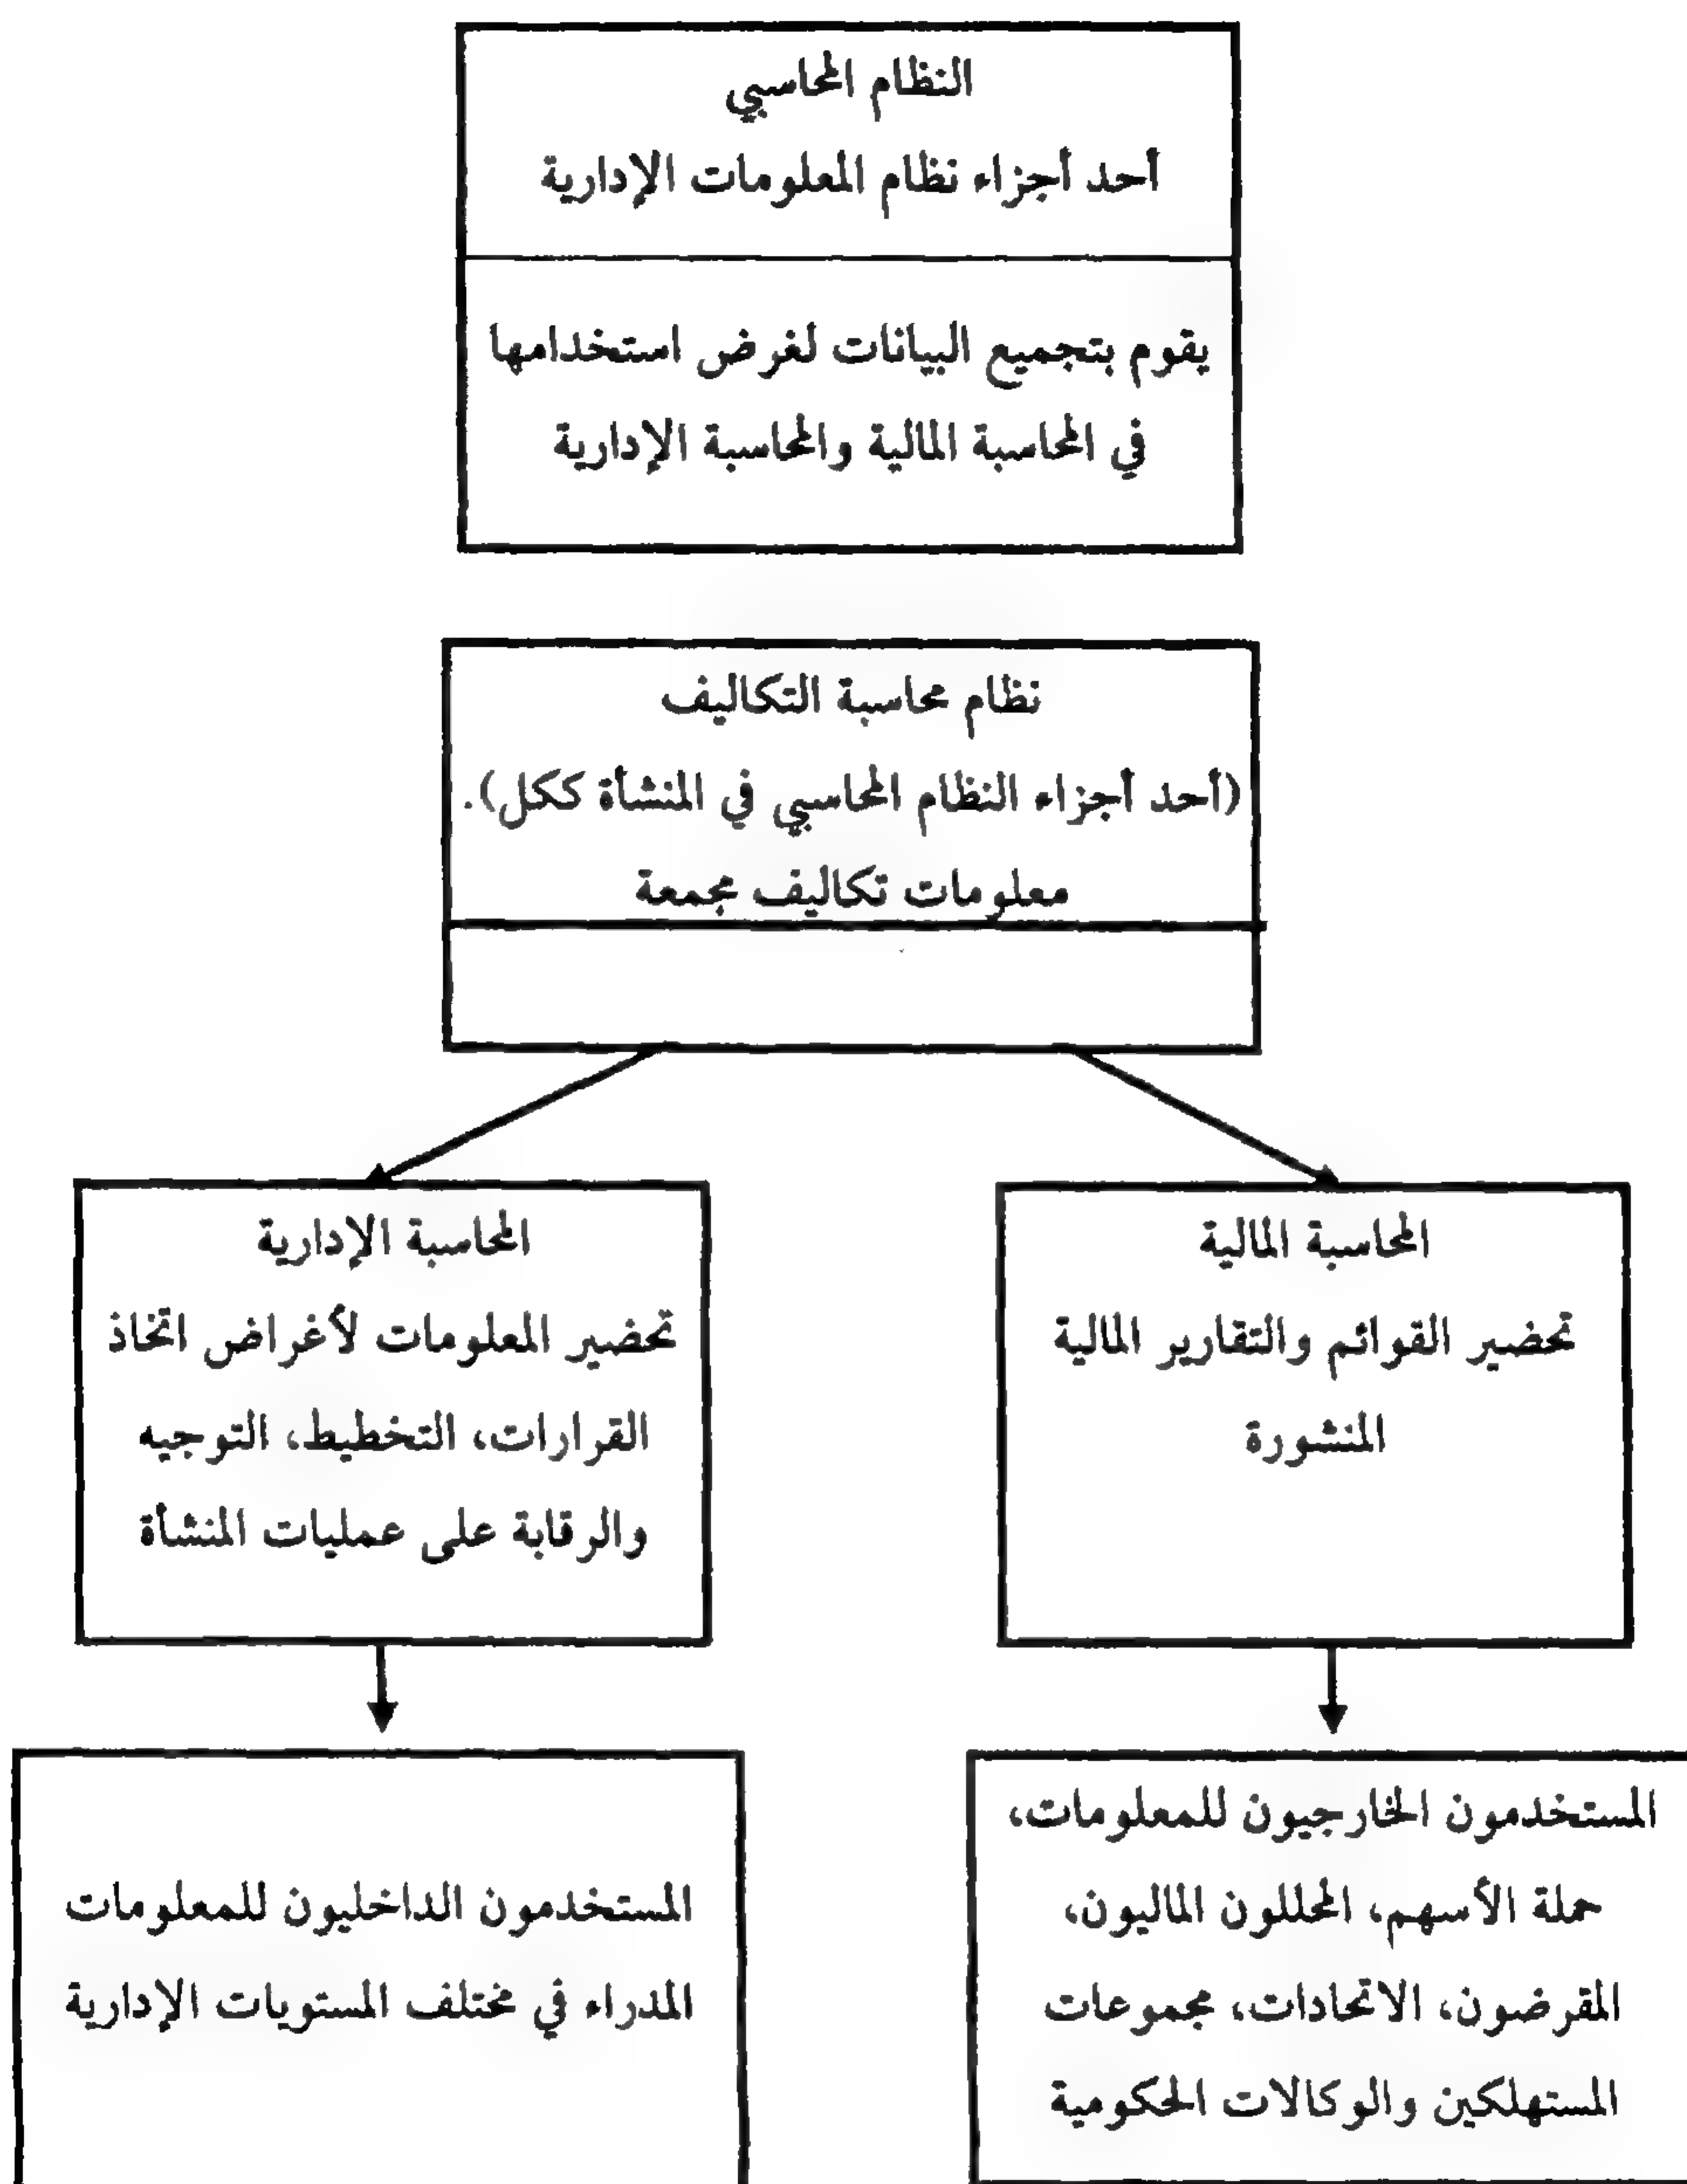 النظام المحاسبي
أحد أجزاء نظام المعلومات الإدارية
يقوم بتجميع البيانات لغرض استخدامها
في المحاسبة المالية والمحاسبة الإدارية
نظام محاسبة التكاليف
(أحد أجزاء النظام المحاسبي في المنشأة ككل).
معلومات تكاليف مجمعة
المحاسبة المالية
تحضير القوائم والتقارير المالية
المنشورة
المحاسبة الإدارية
تحضير المعلومات لأغراض اتخاذ
القرارات، التخطيط، التوجيه
والرقابة على عمليات المنشأة
المستخدمون الخارجيون للمعلومات،
حملة الأسهم، المحللون الماليون،
المقرضون، الاتحادات، مجموعات
المستهلكين والوكالات الحكومية
المستخدمون الداخليون للمعلومات
المدراء في مختلف المستويات الإدارية